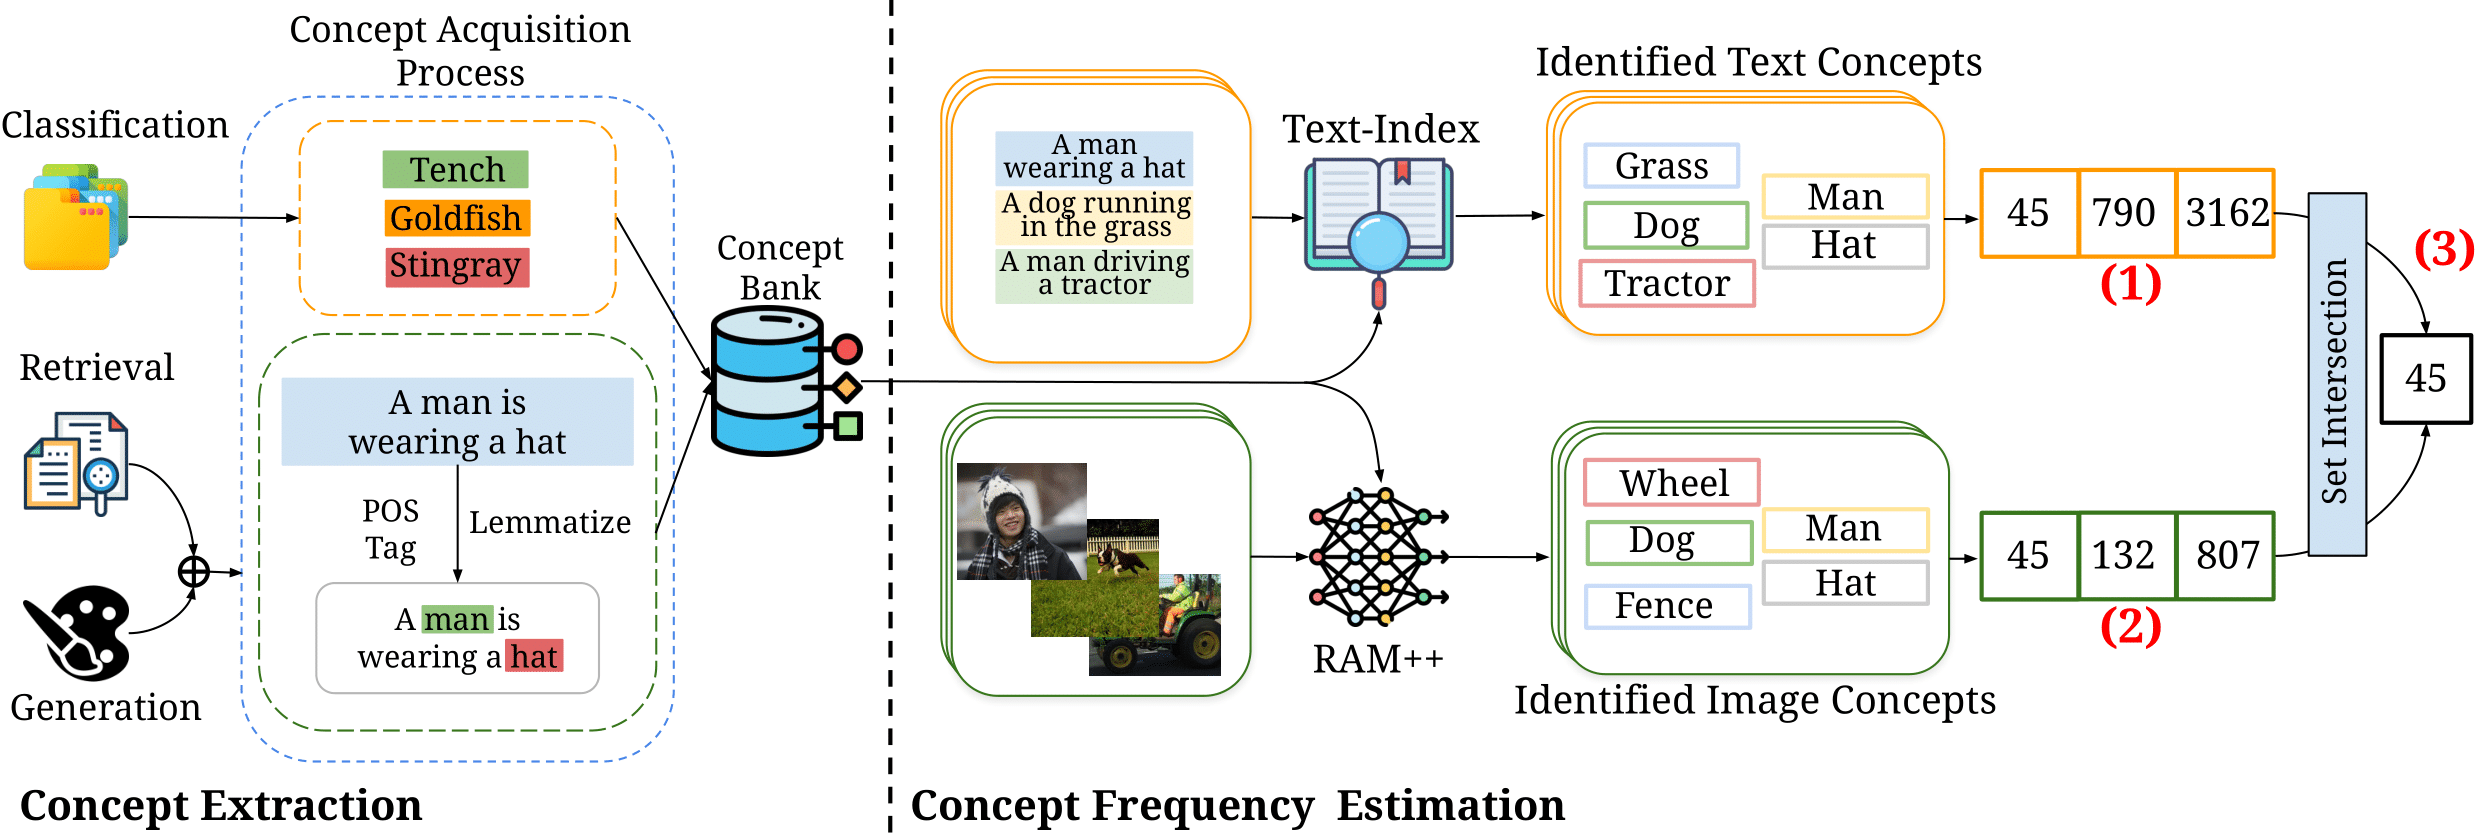 Concept Acquisition
Process
Classification
Tench
Goldfish
Stingray
Retrieval
A man is
wearing a hat
POS
Tag
Lemmatize
A man is
wearing a hat
Generation
Concept
Bank
Concept Extraction
A man
wearing a hat
A dog running
in the grass
A man driving
a tractor
Text-Index
Identified Text Concepts
Grass
Dog
Tractor
Man
Hat
45 790 3162
(1)
RAM++
Wheel
Dog
Fence
Man
Hat
Identified Image Concepts
45 132 807
(2)
Set Intersection
(3)
45
Concept Frequency Estimation